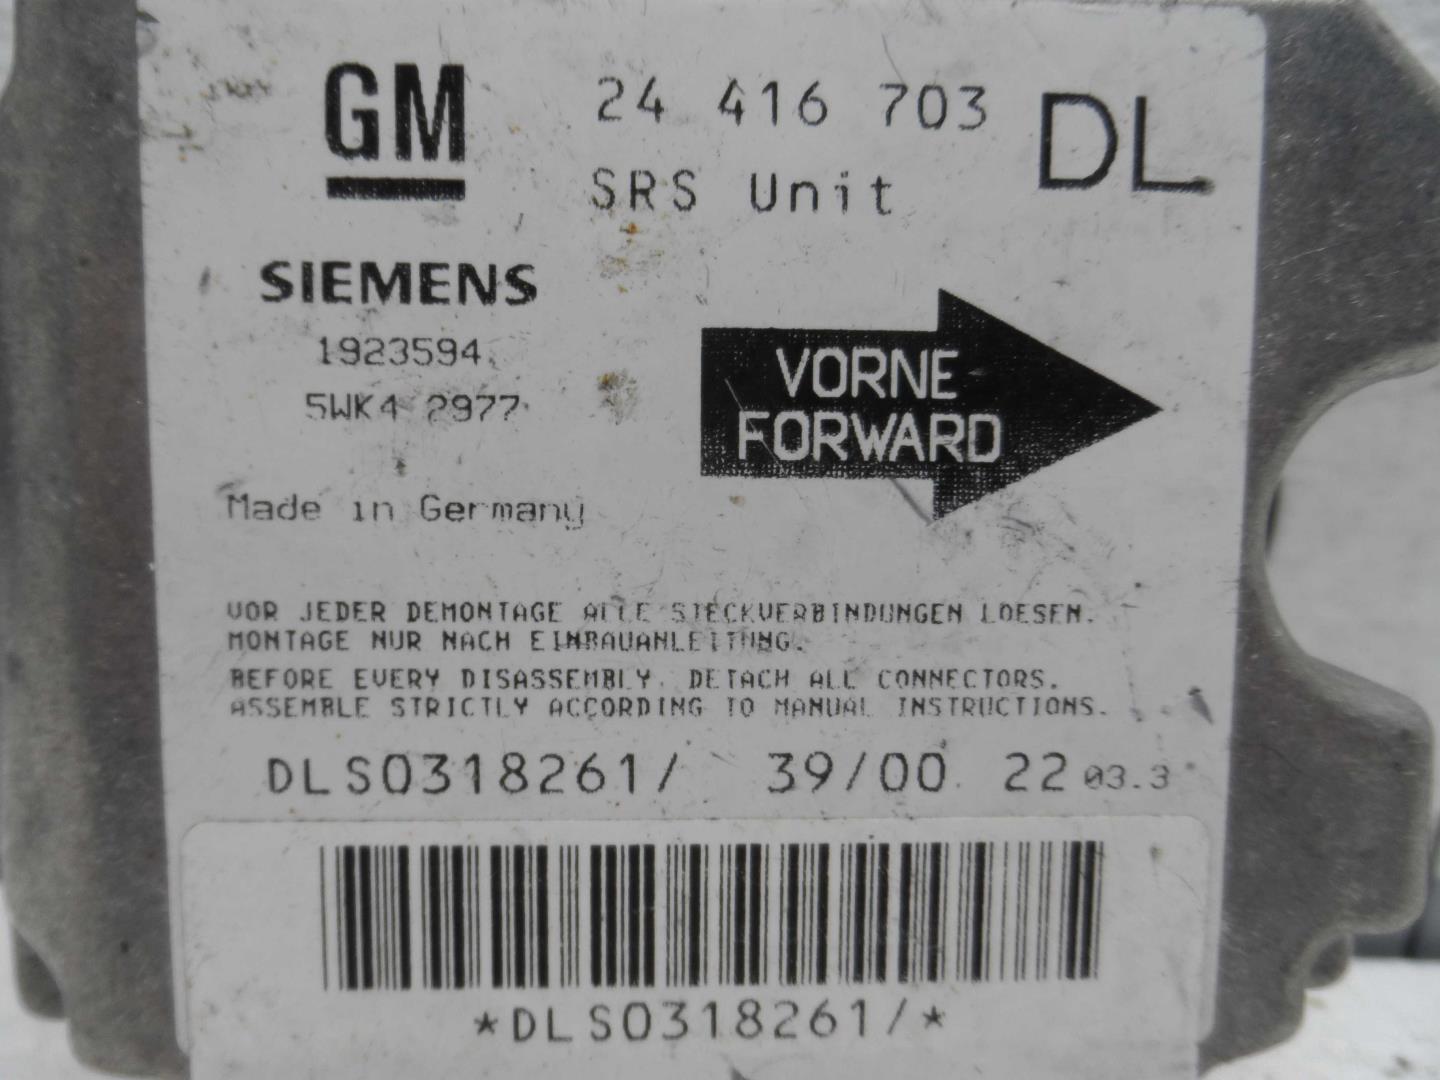 GM 24 416 703 DL
SRS Unit
SIEMENS
1923594
5WK4 2977
VORNE
FORWARD
Made in Germany
VOR JEDER DEMONTAGE ALLE STECKVERBINDUNGEN LOESEN.
MONTAGE NUR NACH EINBAUANLEITUNG.
BEFORE EVERY DISASSEMBLY, DETACH ALL CONNECTORS.
ASSEMBLE STRICTLY ACCORDING TO MANUAL INSTRUCTIONS.
DLS0318261/ 39/00 22 03.3
*DLS0318261/*